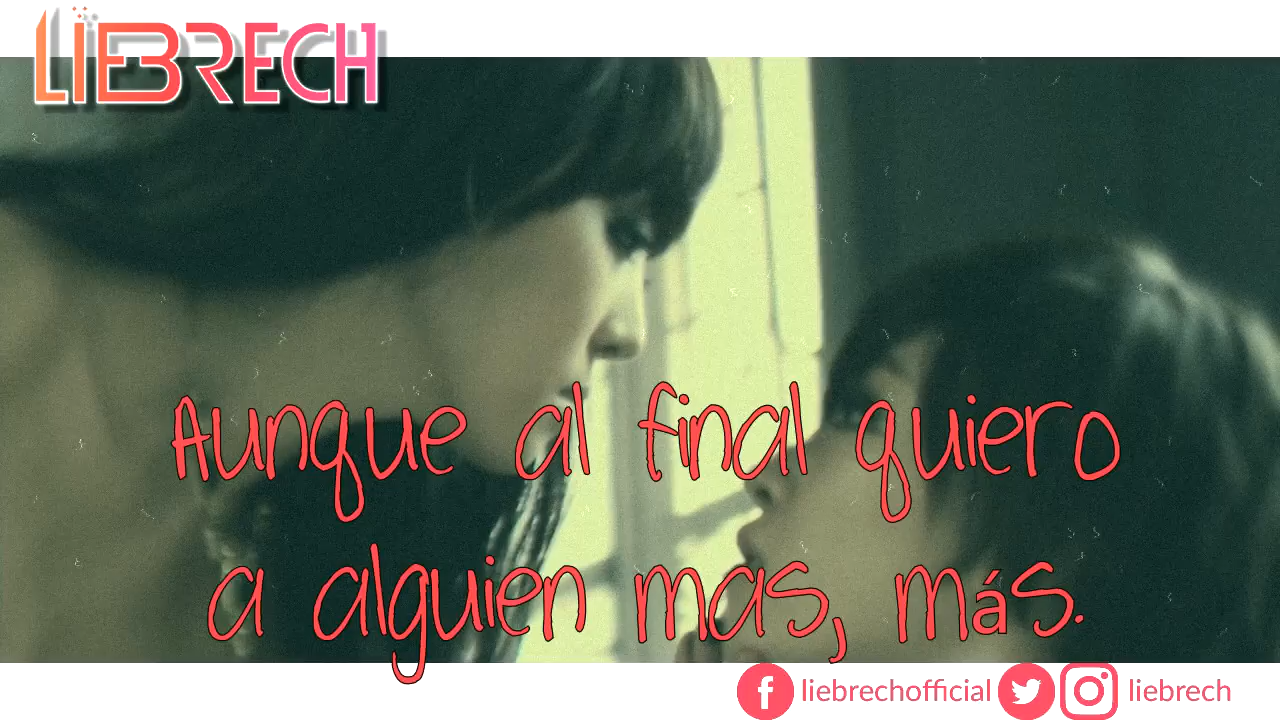 LIEBRECH
Aunque al final quiero
a alguien mas, más.
liebrechofficial
liebrech